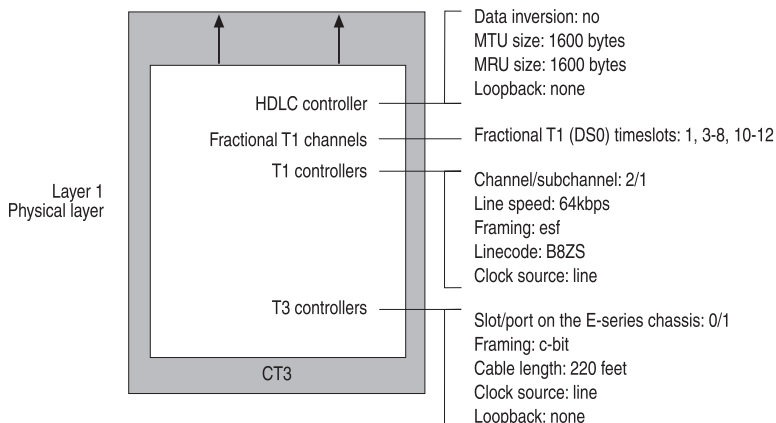 Data inversion: no
MTU size: 1600 bytes
MRU size: 1600 bytes
Loopback: none
HDLC controller
Fractional T1 channels
Fractional T1 (DS0) timeslots: 1, 3-8, 10-12
T1 controllers
Channel/subchannel: 2/1
Line speed: 64kbps
Framing: esf
Linecode: B8ZS
Clock source: line
Layer 1
Physical layer
T3 controllers
Slot/port on the E-series chassis: 0/1
Framing: c-bit
Cable length: 220 feet
Clock source: line
Loopback: none
CT3